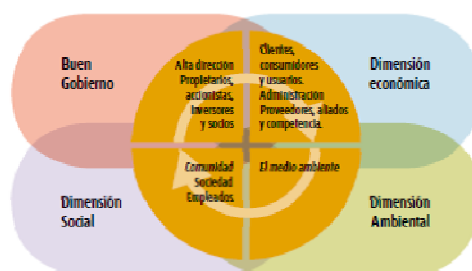 Buen
Gobierno
Alta dirección
Propietarios,
accionistas,
inversores
y socios
Clientes,
consumidores
y usuarios.
Administración
Proveedores, aliados
y competencia.
Dimensión
económica
Comunidad
Sociedad
Empleados
El medio ambiente
Dimensión
Social
Dimensión
Ambiental